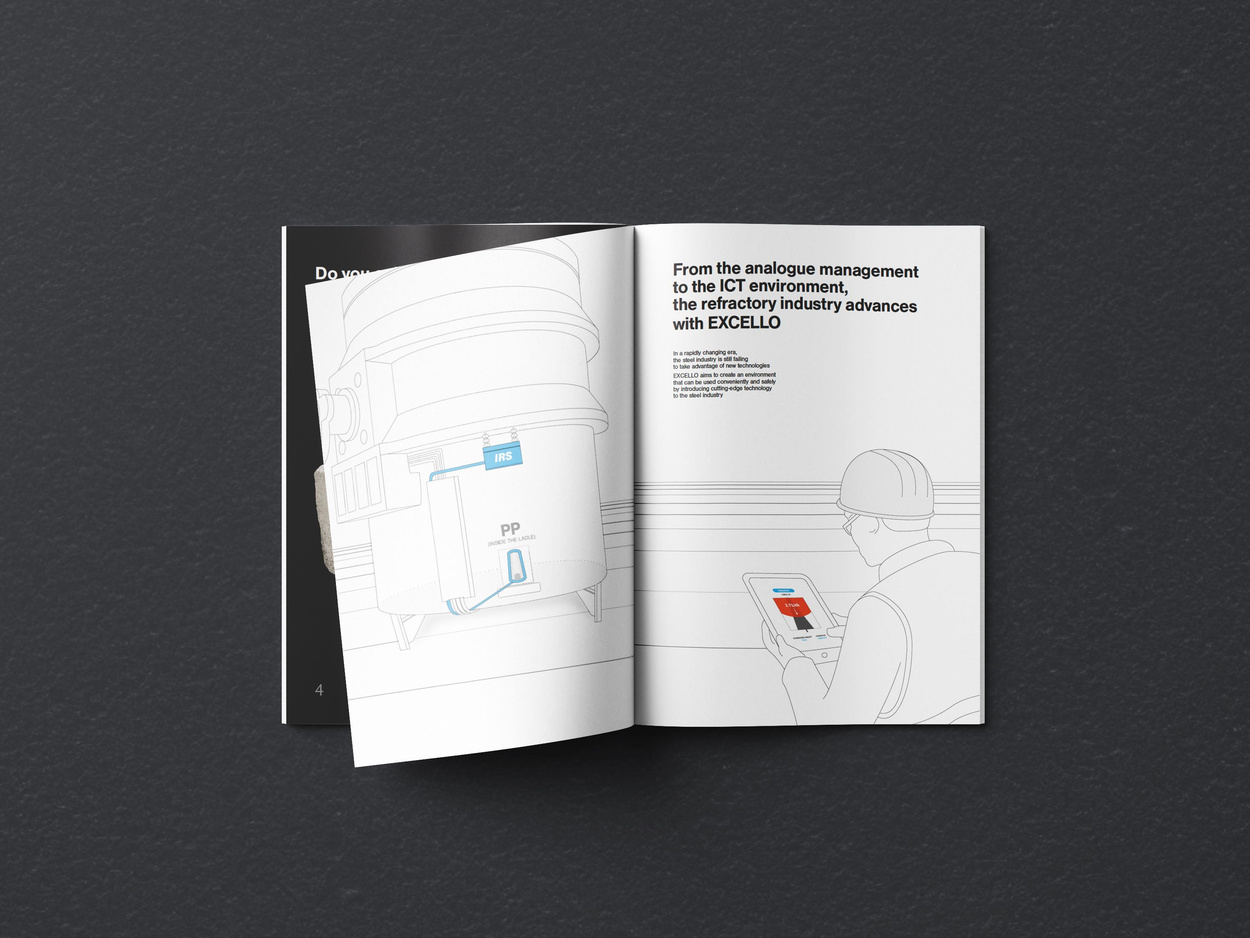 Do you
IRS
PP
(INSIDE THE LADLE)
4
From the analogue management
to the ICT environment,
the refractory industry advances
with EXCELLO
In a rapidly changing era,
the steel industry is still failing
to take advantage of new technologies
EXCELLO aims to create an environment
that can be used conveniently and safely
by introducing cutting-edge technology
to the steel industry